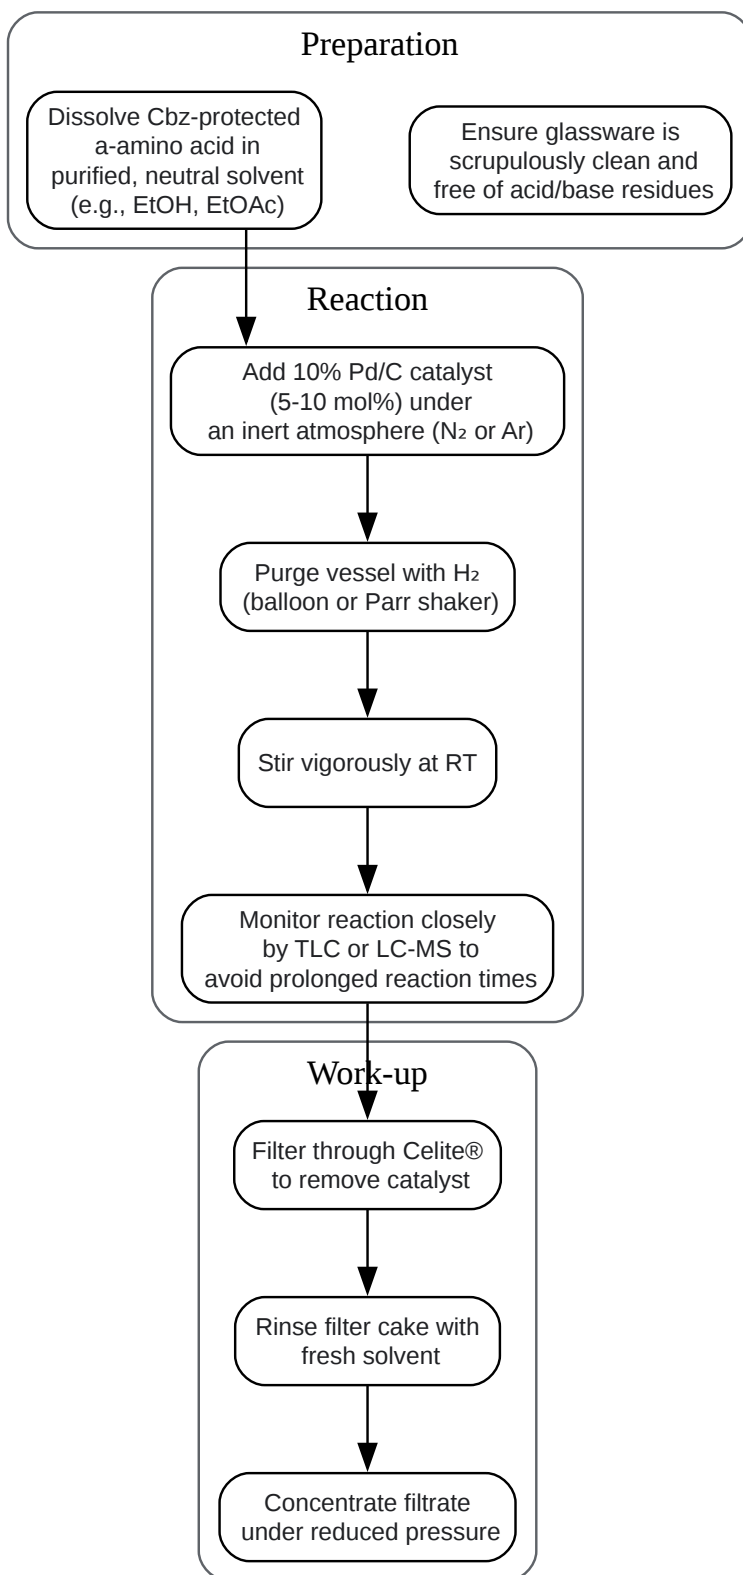 Preparation
Dissolve Cbz-protected
a-amino acid in
purified, neutral solvent
(e.g., EtOH, EtOAc)
Ensure glassware is
scrupulously clean and
free of acid/base residues
Reaction
Add 10% Pd/C catalyst
(5-10 mol%) under
an inert atmosphere (N₂ or Ar)
Purge vessel with H₂
(balloon or Parr shaker)
Stir vigorously at RT
Monitor reaction closely
by TLC or LC-MS to
avoid prolonged reaction times
Work-up
Filter through Celite®
to remove catalyst
Rinse filter cake with
fresh solvent
Concentrate filtrate
under reduced pressure